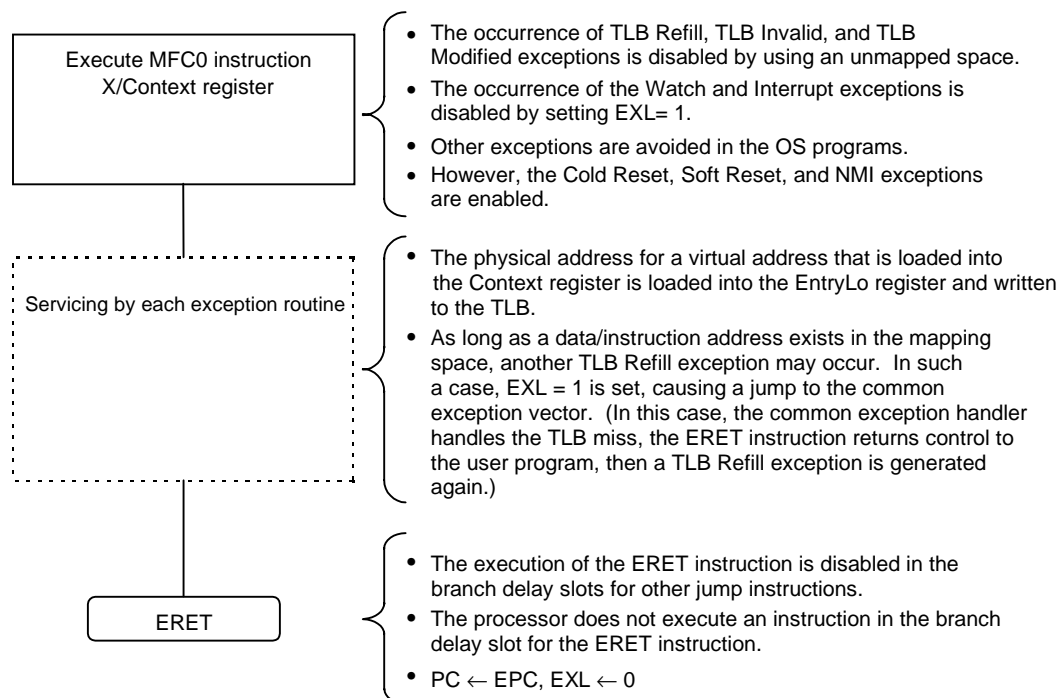 Execute MFC0 instruction
X/Context register
• The occurrence of TLB Refill, TLB Invalid, and TLB
Modified exceptions is disabled by using an unmapped space.
• The occurrence of the Watch and Interrupt exceptions is
disabled by setting EXL= 1.
• Other exceptions are avoided in the OS programs.
• However, the Cold Reset, Soft Reset, and NMI exceptions
are enabled.
Servicing by each exception routine
• The physical address for a virtual address that is loaded into
the Context register is loaded into the EntryLo register and written
to the TLB.
• As long as a data/instruction address exists in the mapping
space, another TLB Refill exception may occur. In such
a case, EXL = 1 is set, causing a jump to the common
exception vector. (In this case, the common exception handler
handles the TLB miss, the ERET instruction returns control to
the user program, then a TLB Refill exception is generated
again.)
ERET
• The execution of the ERET instruction is disabled in the
branch delay slots for other jump instructions.
• The processor does not execute an instruction in the branch
delay slot for the ERET instruction.
• PC ← EPC, EXL ← 0